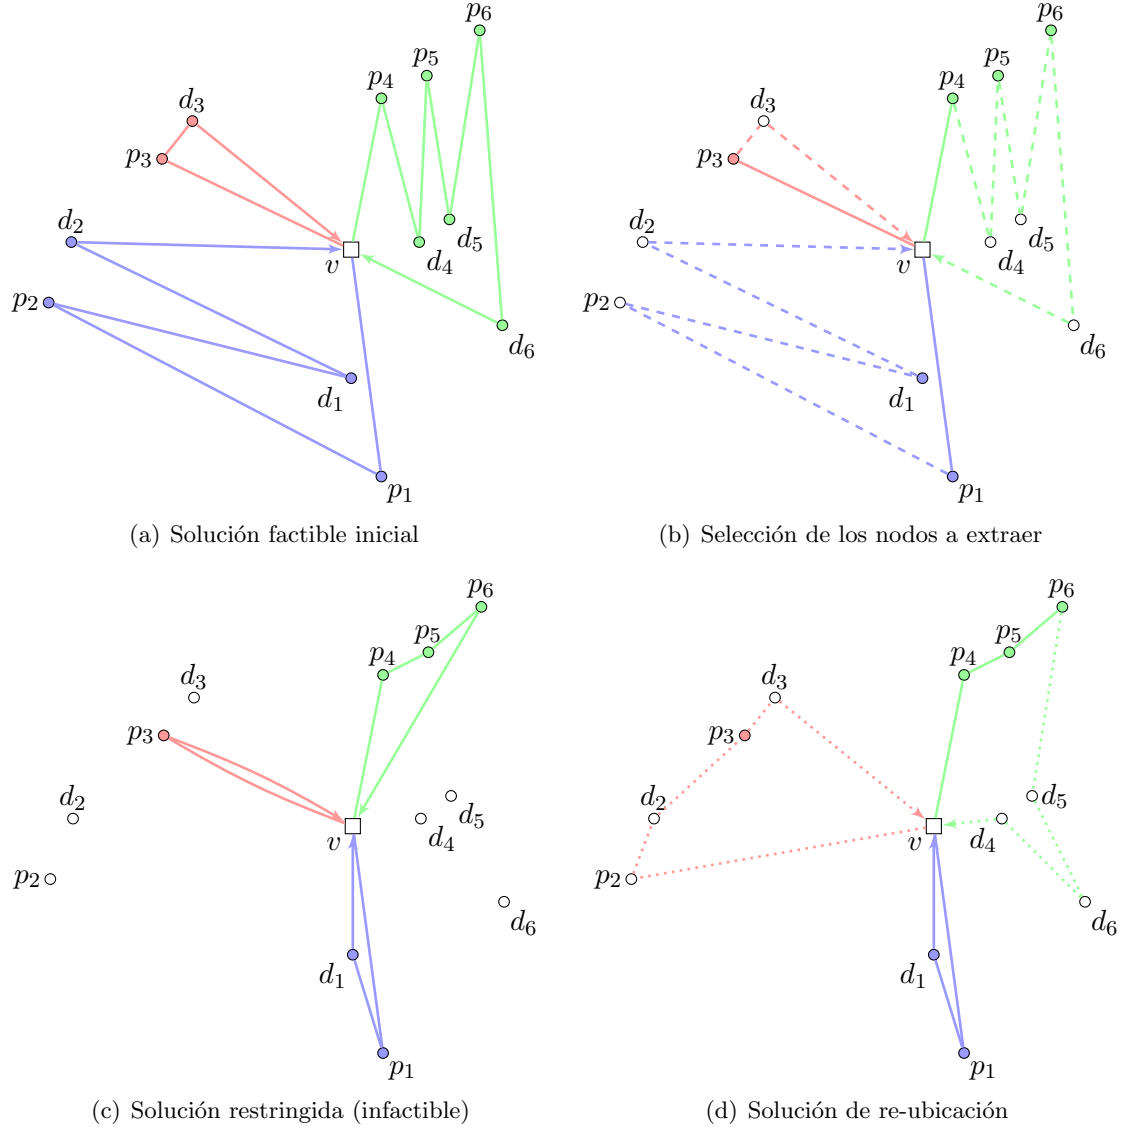 p6
p5
p4
d3
p3
d2
d5
v
d4
p2
d6
d1
p1
(a) Solución factible inicial
p6
p5
p4
d3
p3
d2
d5
v
d4
p2
d6
d1
p1
(b) Selección de los nodos a extraer
p6
p5
p4
d3
p3
d2
d5
v
d4
p2
d6
d1
p1
(c) Solución restringida (infactible)
p6
p5
p4
d3
p3
d2
d5
v
d4
p2
d6
d1
p1
(d) Solución de re-ubicación